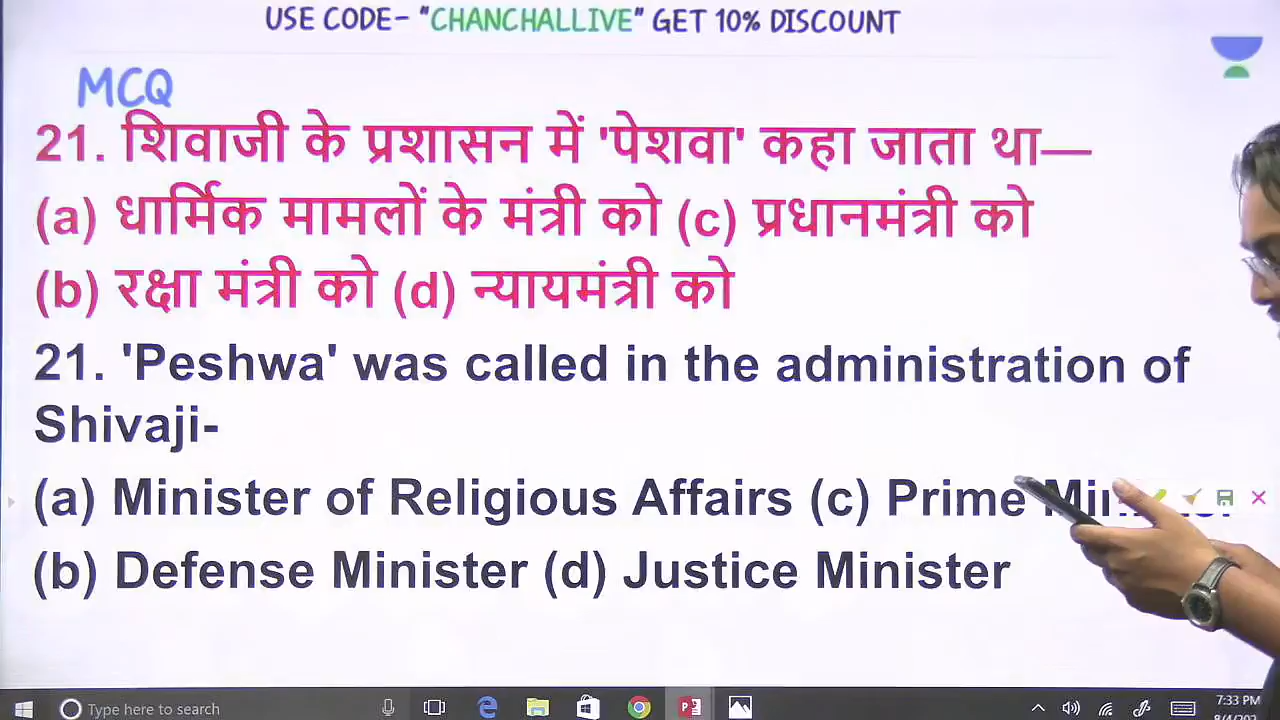 USE CODE- "CHANCHALLIVE" GET 10% DISCOUNT
MCQ
21. शिवाजी के प्रशासन में 'पेशवा' कहा जाता था—
(a) धार्मिक मामलों के मंत्री को (c) प्रधानमंत्री को
(b) रक्षा मंत्री को (d) न्यायमंत्री को
21. 'Peshwa' was called in the administration of
Shivaji-
(a) Minister of Religious Affairs (c) Prime
(b) Defense Minister (d) Justice Minister
Type here to search
7:33 PM